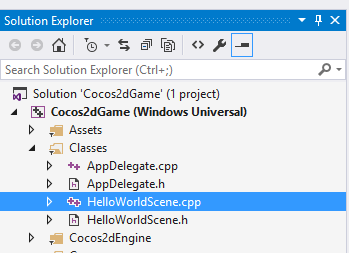 Solution Explorer
Search Solution Explorer (Ctrl+;)
Solution 'Cocos2dGame' (1 project)
Cocos2dGame (Windows Universal)
Assets
Classes
AppDelegate.cpp
AppDelegate.h
HelloWorldScene.cpp
HelloWorldScene.h
Cocos2dEngine